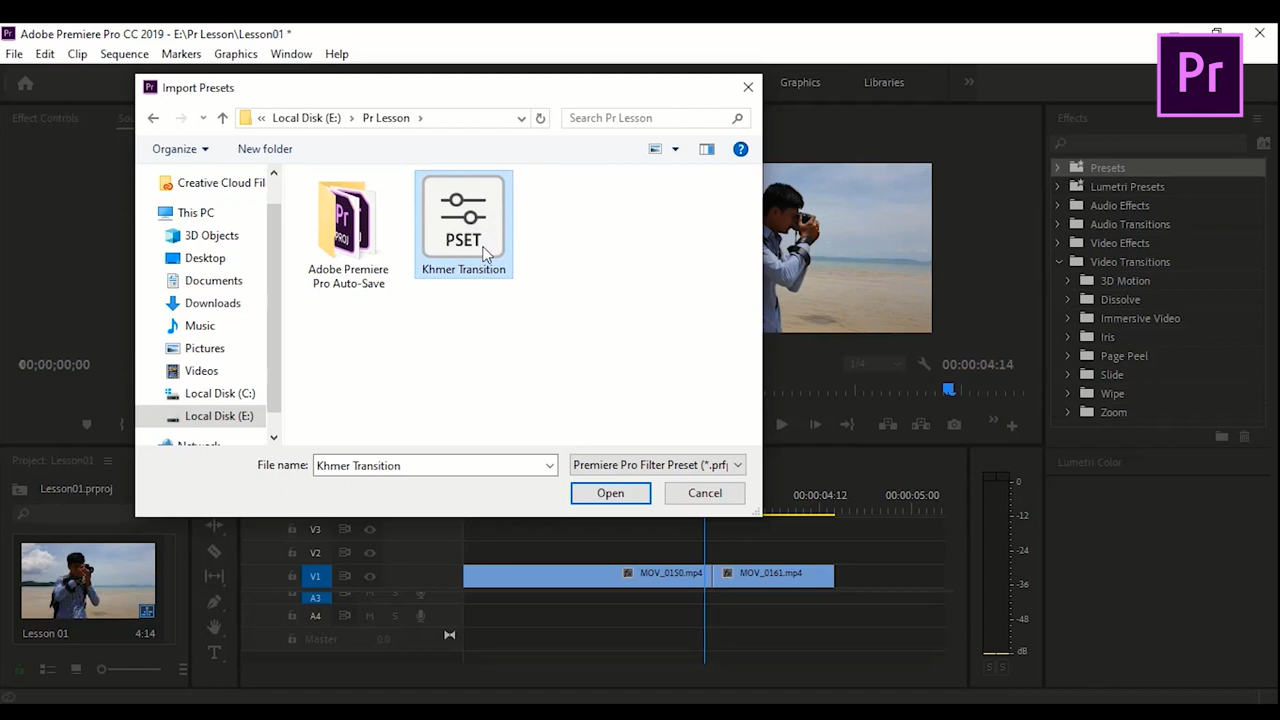 Adobe Premiere Pro CC 2019 - E:\Pr Lesson\Lesson01 *
File Edit Clip Sequence Markers Graphics Window Help
Pr
Graphics Libraries
Import Presets
Local Disk (E:) Pr Lesson
Search Pr Lesson
Organize New folder
Creative Cloud Fil
This PC
3D Objects
Desktop
Documents
Downloads
Music
Pictures
Videos
Local Disk (C:)
Local Disk (E:)
Adobe Premiere
Pro Auto-Save
PSET
Khmer Transition
File name: Khmer Transition
Premiere Pro Filter Preset (*.prf
Open Cancel
Effect Controls
00;00;00;00
1/4
00:00:04:14
Effects
Presets
Lumetri Presets
Audio Effects
Audio Transitions
Video Effects
Video Transitions
3D Motion
Dissolve
Immersive Video
Iris
Page Peel
Slide
Wipe
Zoom
Lumetri Color
Project: Lesson01
Lesson01.prproj
Lesson 01 4:14
00:00:04:12 00:00:05:00
V3
V2
V1 MOV_0150.mp4 MOV_0161.mp4
A3 M S
A4 M S
Master 0.0
0
-12
-24
-36
-48
dB
S S